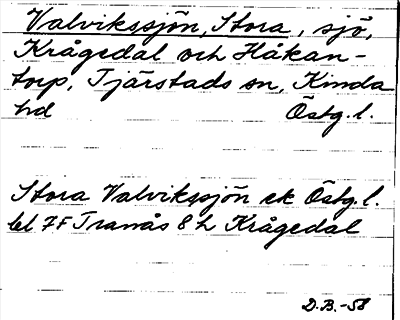 Valvikssjön, Stora, sjö,
Krågedal och Håkan-
torp, Tjärstads sn, Kinda
hd Östg. l.
Stora Valvikssjön ek Östg. l.
bl 7F Tranås 8 h Krågedal
D.B.-58